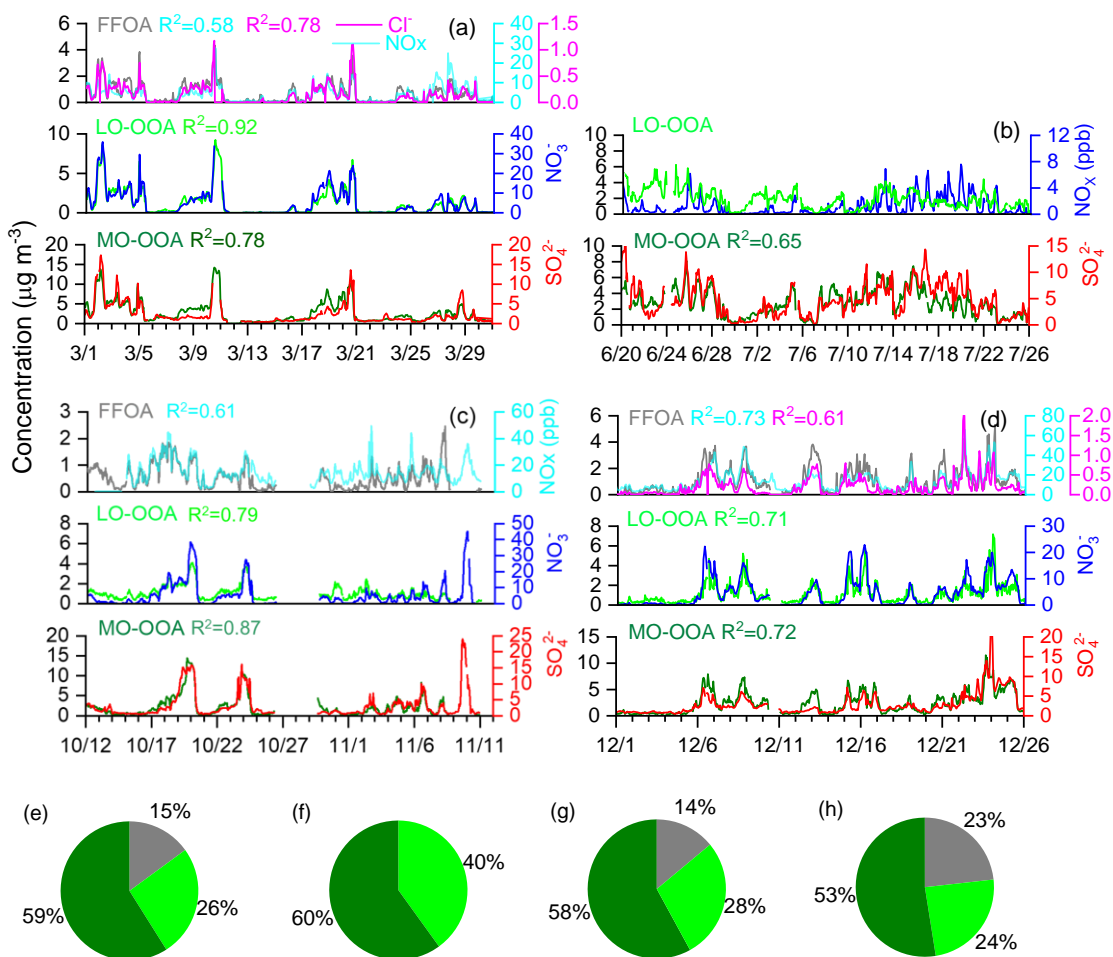 Concentration (µg m-3)
FFOA R2=0.58 R2=0.78 Cl- (a)
NOx
6 4 2 0
40 30 20 10 0
1.5 1.0 0.5 0.0
LO-OOA R2=0.92
10 5 0
40 30 20 10 0
NO3-
MO-OOA R2=0.78
20 15 10 5 0
20 15 10 5 0
SO42-
3/1 3/5 3/9 3/13 3/17 3/21 3/25 3/29
LO-OOA (b)
10 8 6 4 2 0
12 8 4 0
NOX (ppb)
MO-OOA R2=0.65
10 8 6 4 2 0
15 10 5 0
SO42-
6/20 6/24 6/28 7/2 7/6 7/10 7/14 7/18 7/22 7/26
FFOA R2=0.61 (c)
3 2 1 0
60 40 20 0
NOx (ppb)
LO-OOA R2=0.79
8 6 4 2 0
50 40 30 20 10 0
NO3-
MO-OOA R2=0.87
20 15 10 5 0
25 20 15 10 5 0
SO42-
10/12 10/17 10/22 10/27 11/1 11/6 11/11
FFOA R2=0.73 R2=0.61 (d)
6 4 2 0
80 60 40 20 0
2.0 1.5 1.0 0.5 0.0
LO-OOA R2=0.71
8 6 4 2 0
30 20 10 0
NO3-
MO-OOA R2=0.72
15 10 5 0
20 15 10 5 0
SO42-
12/1 12/6 12/11 12/16 12/21 12/26
(e) 15% 26% 59%
(f) 40% 60%
(g) 14% 28% 58%
(h) 23% 24% 53%